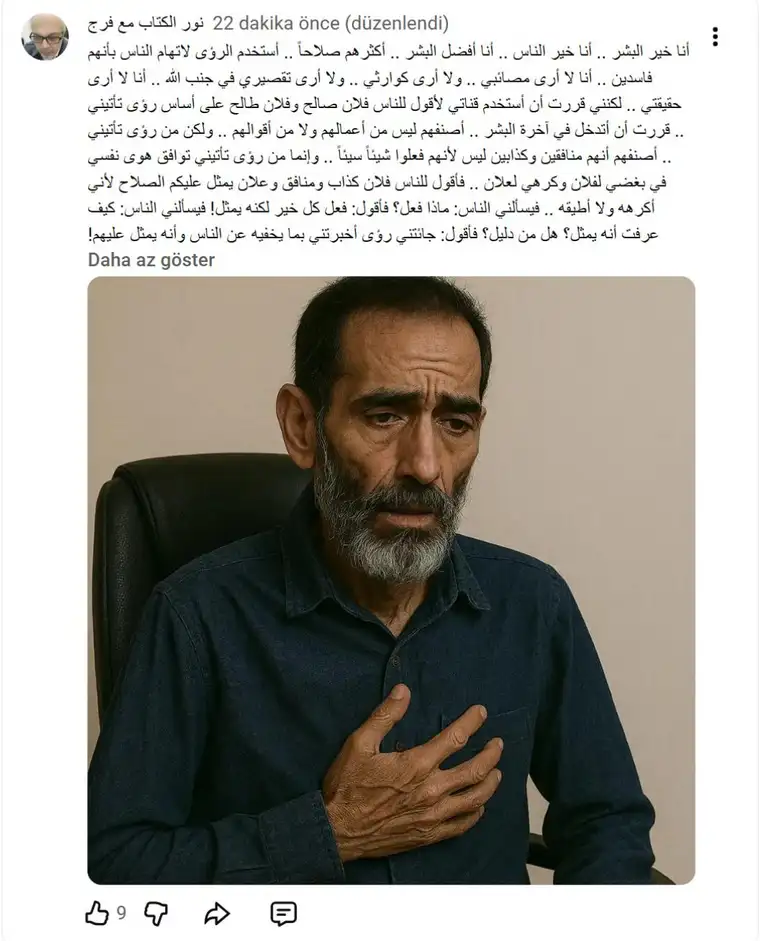 نور الكتاب مع فرج 22 dakika önce (düzenlendi)
أنا خير البشر .. أنا خير الناس .. أنا أفضل البشر .. أكثرهم صلاحاً .. أستخدم الرؤى لاتهام الناس بأنهم
فاسدين .. أنا لا أرى مصائبي .. ولا أرى كوارثي .. ولا أرى تقصيري في جنب الله .. أنا لا أرى
حقيقتي .. لكنني قررت أن أستخدم قناتي لأقول للناس فلان صالح وفلان طالح على أساس رؤى تأتيني
.. قررت أن أتدخل في آخرة البشر .. أصنفهم ليس من أعمالهم ولا من أقوالهم .. ولكن من رؤى تأتيني
.. أصنفهم أنهم منافقين وكذابين ليس لأنهم فعلوا شيئاً سيئاً .. وإنما من رؤى تأتيني توافق هوى نفسي
في بغضي لفلان وكرهي لعلان .. فأقول للناس فلان كذاب ومنافق وعلان يمثل عليكم الصلاح لأني
أكرهه ولا أطيقه .. فيسألني الناس: ماذا فعل؟ فأقول: فعل كل خير لكنه يمثل! فيسألني الناس: كيف
عرفت أنه يمثل؟ هل من دليل؟ فأقول: جائتني رؤى أخبرتني بما يخفيه عن الناس وأنه يمثل عليهم!
Daha az göster
9